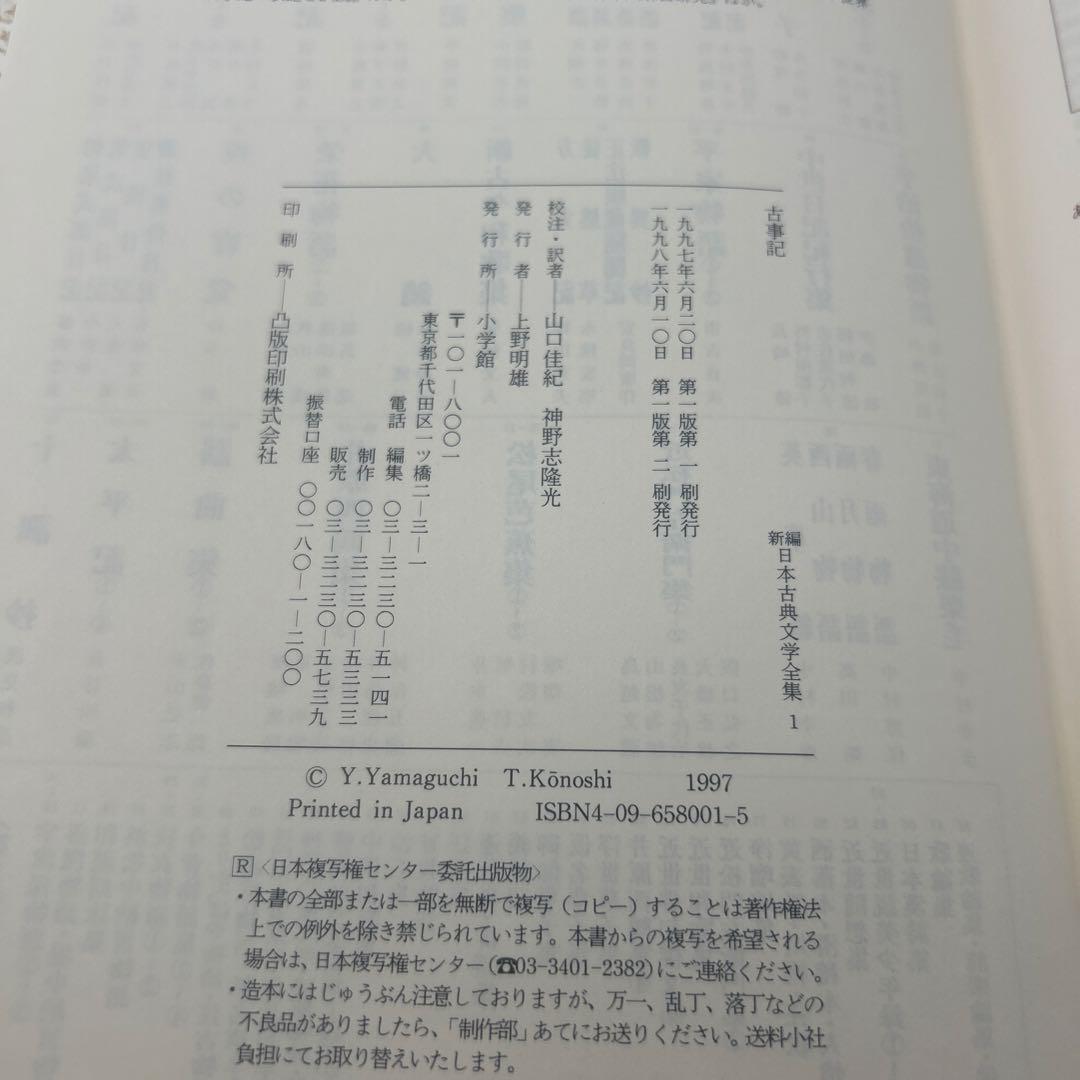 古事記
新編日本古典文学全集 1
一九九七年六月二〇日 第一版第一刷発行
一九九八年六月一〇日 第一版第二刷発行
校注・訳者―山口佳紀 神野志隆光
発行者―上野明雄
発行所―小学館
〒一〇一―八〇〇一
東京都千代田区一ツ橋二―三―一
電話 編集 〇三―三二三〇―五一四一
制作 〇三―三二三〇―五三三三
販売 〇三―三二三〇―五七三九
振替口座 〇〇一八〇―一―二〇〇
印刷所―凸版印刷株式会社
© Y.Yamaguchi T.Kōnoshi 1997
Printed in Japan ISBN4-09-658001-5
R〈日本複写権センター委託出版物〉
・本書の全部または一部を無断で複写（コピー）することは著作権法
上での例外を除き禁じられています。本書からの複写を希望される
場合は、日本複写権センター（☎03-3401-2382）にご連絡ください。
・造本にはじゅうぶん注意しておりますが、万一、乱丁、落丁などの
不良品がありましたら、「制作部」あてにお送りください。送料小社
負担にてお取り替えいたします。